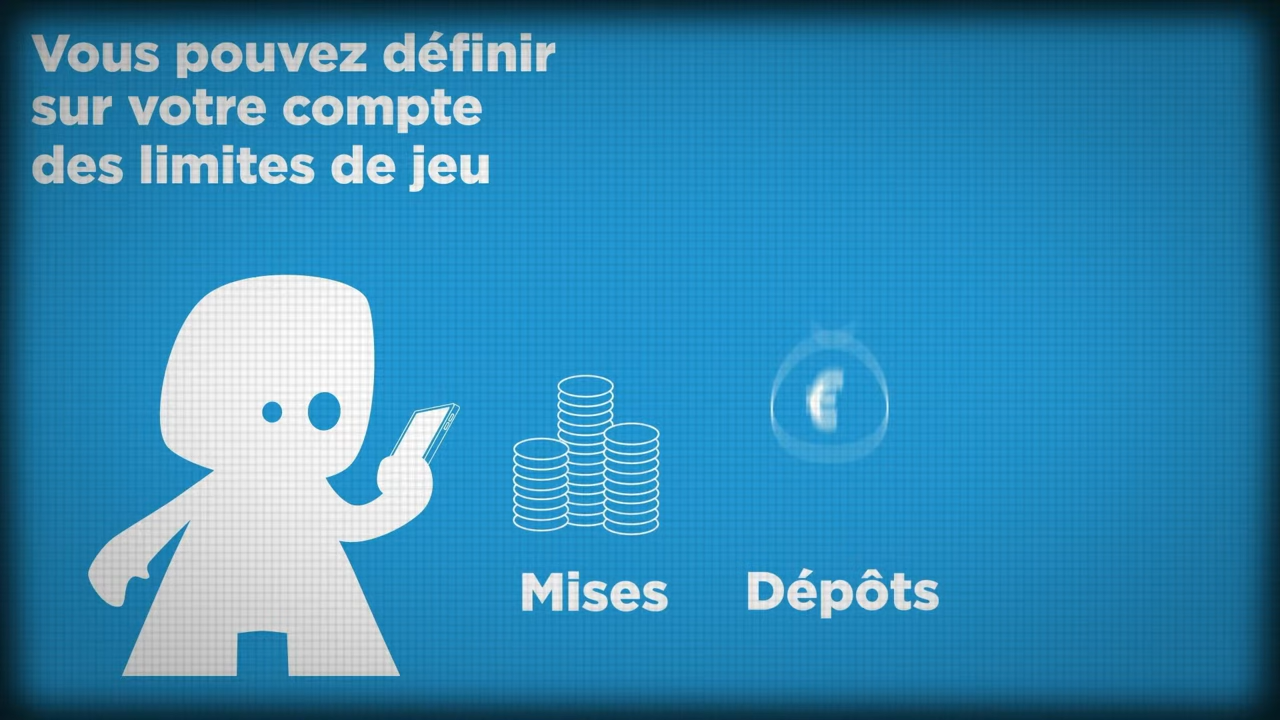 Vous pouvez définir
sur votre compte
des limites de jeu
€
Mises
Dépôts